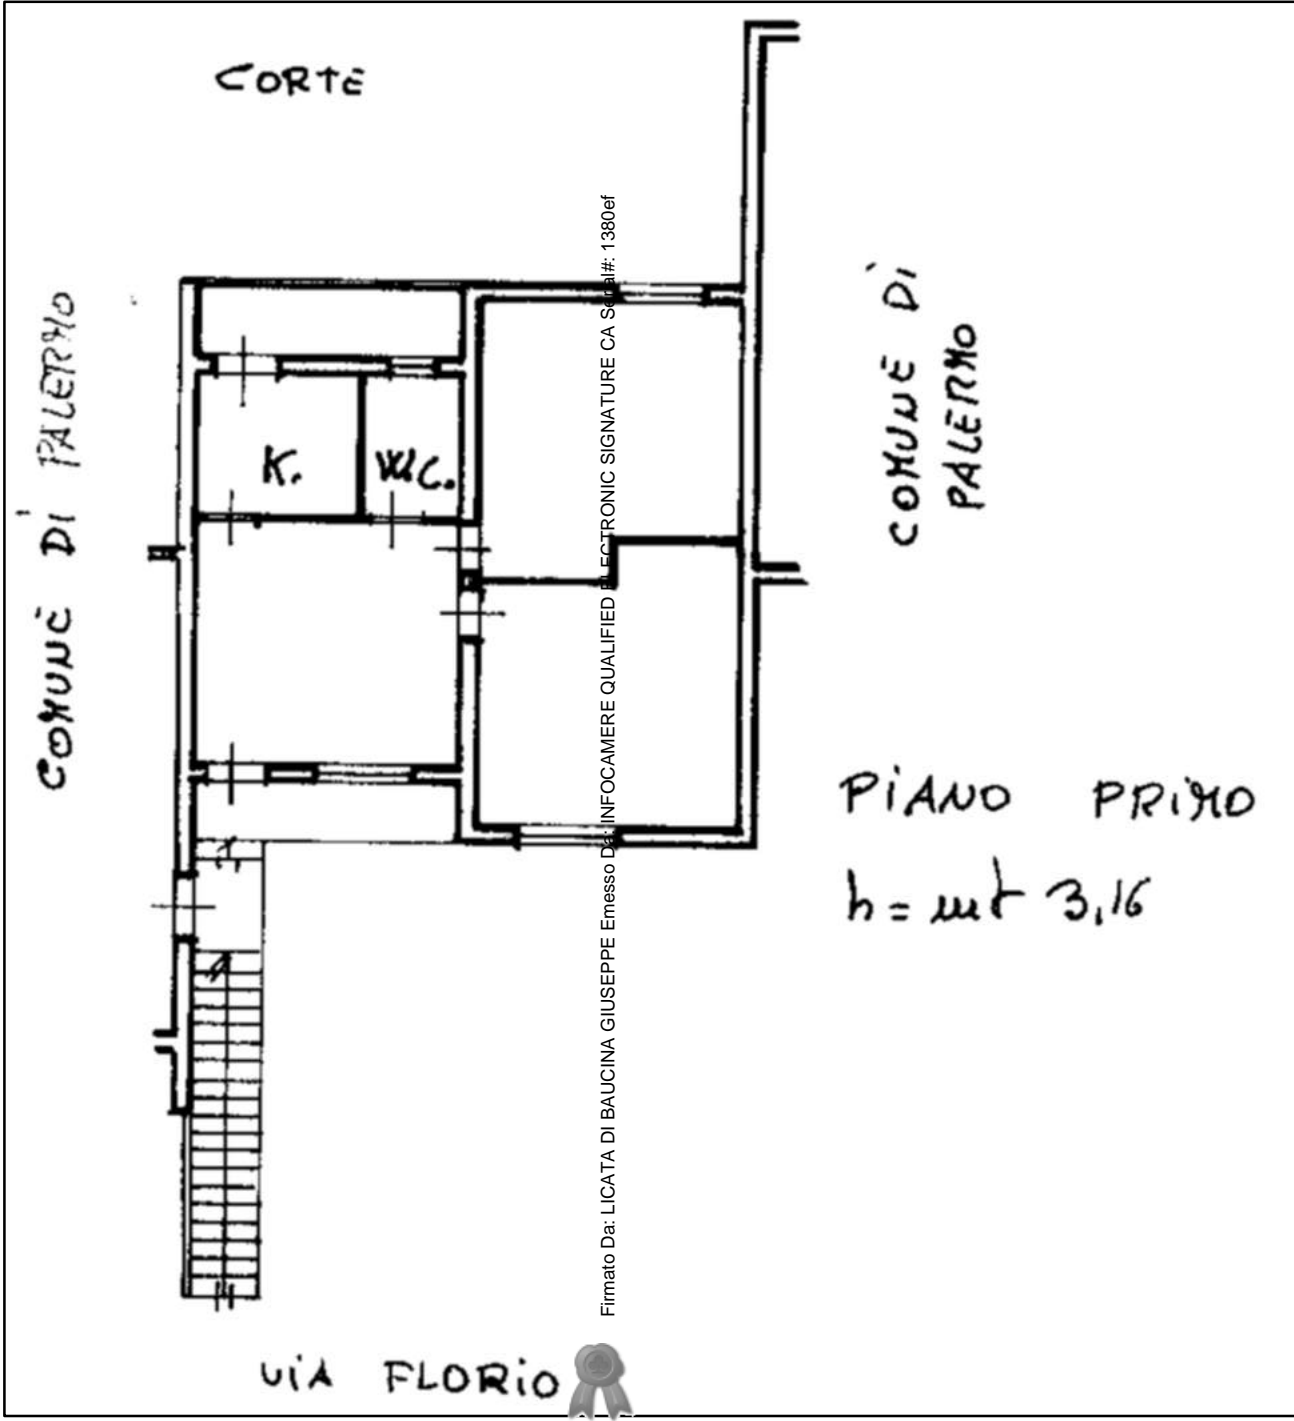 CORTE
COMUNE DI PALERMO
COMUNE DI
PALERMO
K.
W.C.
PIANO PRIMO
h = mt 3,16
Firmato Da: LICATA DI BAUCINA GIUSEPPE Emesso Da: INFOCAMERE QUALIFIED ELECTRONIC SIGNATURE CA Serial#: 1380ef
VIA FLORIO